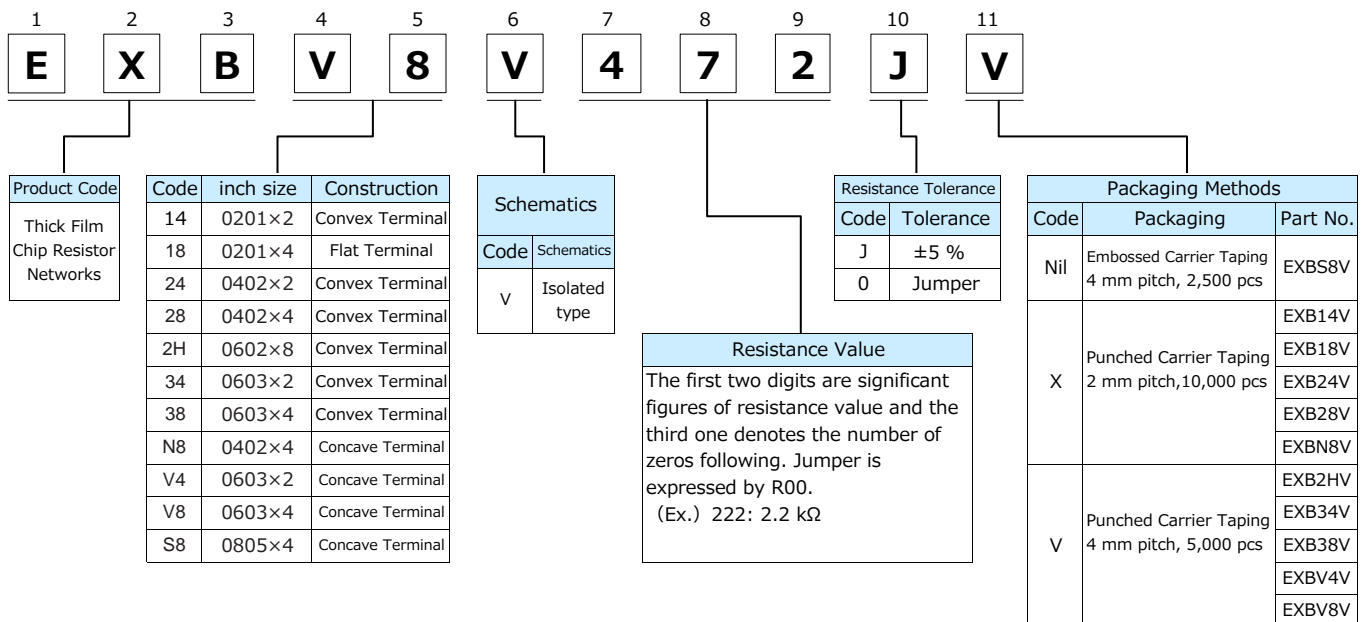 1 2 3 4 5 6 7 8 9 10 11
E X B V 8 V 4 7 2 J V
Product Code
Thick Film
Chip Resistor
Networks
Code inch size Construction
14 0201×2 Convex Terminal
18 0201×4 Flat Terminal
24 0402×2 Convex Terminal
28 0402×4 Convex Terminal
2H 0602×8 Convex Terminal
34 0603×2 Convex Terminal
38 0603×4 Convex Terminal
N8 0402×4 Concave Terminal
V4 0603×2 Concave Terminal
V8 0603×4 Concave Terminal
S8 0805×4 Concave Terminal
Schematics
Code Schematics
V Isolated
type
Resistance Value
The first two digits are significant
figures of resistance value and the
third one denotes the number of
zeros following. Jumper is
expressed by R00.
(Ex.) 222: 2.2 kΩ
Resistance Tolerance
Code Tolerance
J ±5 %
0 Jumper
Packaging Methods
Code Packaging Part No.
Nil Embossed Carrier Taping
4 mm pitch, 2,500 pcs
EXBS8V
X Punched Carrier Taping
2 mm pitch,10,000 pcs
EXB14V
EXB18V
EXB24V
EXB28V
EXBN8V
V Punched Carrier Taping
4 mm pitch, 5,000 pcs
EXB2HV
EXB34V
EXB38V
EXBV4V
EXBV8V